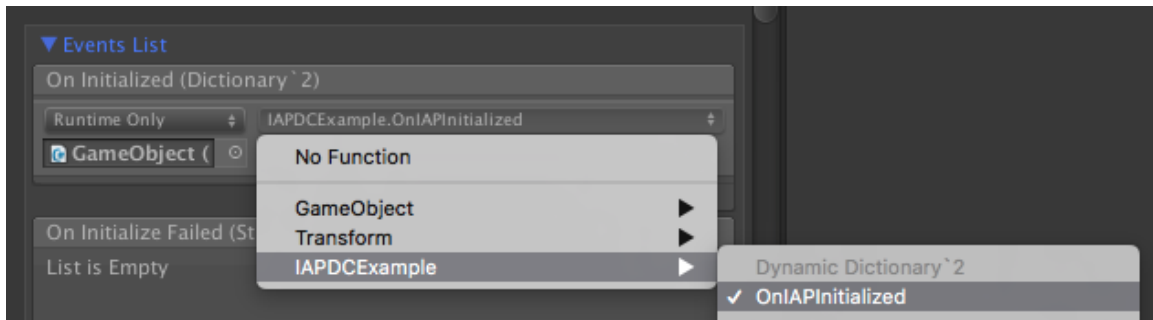 Events List
On Initialized (Dictionary`2)
Runtime Only
IAPDCExample.OnIAPInitialized
GameObject (
No Function
GameObject
Transform
IAPDCExample
On Initialize Failed (St
List is Empty
Dynamic Dictionary`2
✓ OnIAPInitialized